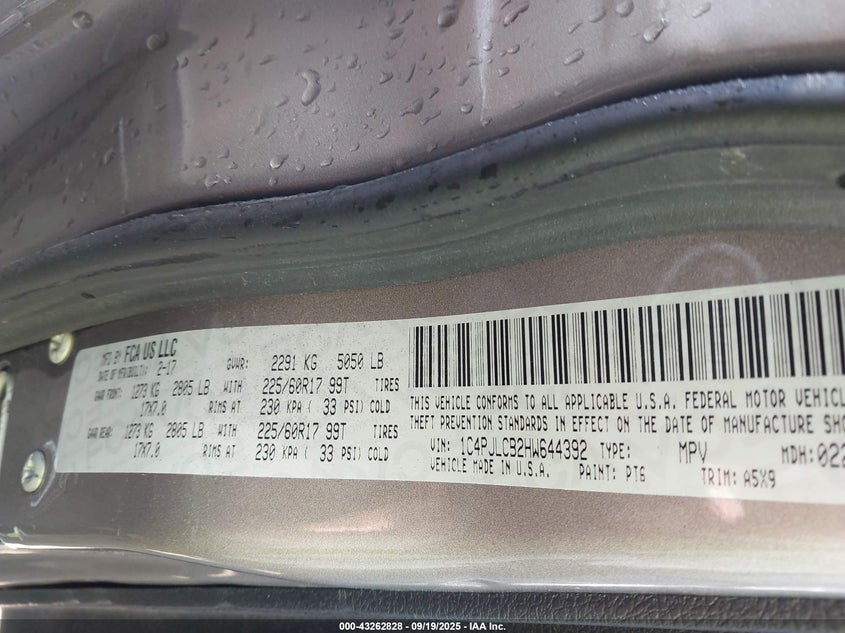 MFD BY FCA US LLC
DATE OF MFR(BUILT): 2-17 GVWR: 2291 KG 5050 LB
GAWR FRONT: 1273 KG 2805 LB WITH 225/60R17 99T TIRES
17X7.0 RIMS AT 230 KPA ( 33 PSI) COLD
GAWR REAR: 1273 KG 2805 LB WITH 225/60R17 99T TIRES
17X7.0 RIMS AT 230 KPA ( 33 PSI) COLD
THIS VEHICLE CONFORMS TO ALL APPLICABLE U.S.A. FEDERAL MOTOR VEHICLE
THEFT PREVENTION STANDARDS IN EFFECT ON THE DATE OF MANUFACTURE SHO
VIN: 1C4PJLCB2HW644392 TYPE: MPV MDH: 022
VEHICLE MADE IN U.S.A. PAINT: PT6 TRIM: A5X9
000-43262828 - 09/19/2025 - IAA Inc.